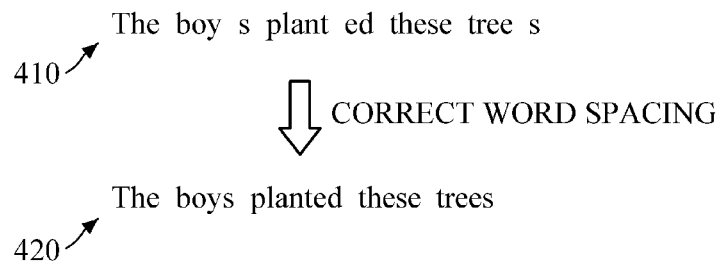 The boy s plant ed these tree s
410
CORRECT WORD SPACING
The boys planted these trees
420